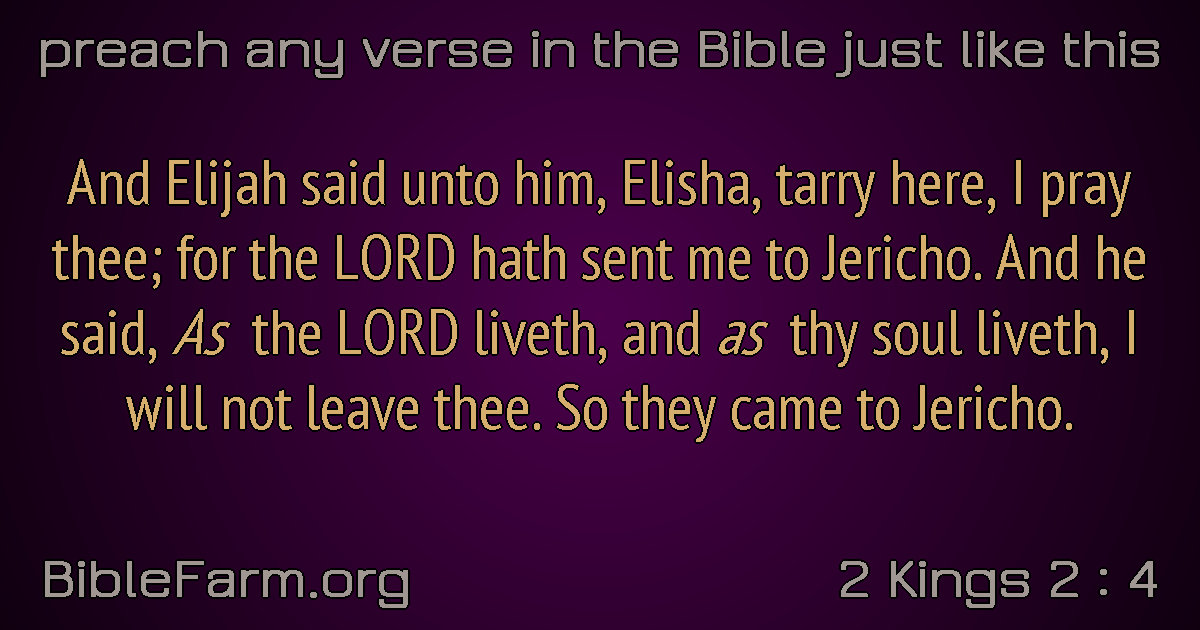 preach any verse in the Bible just like this
And Elijah said unto him, Elisha, tarry here, I pray
thee; for the LORD hath sent me to Jericho. And he
said, As the LORD liveth, and as thy soul liveth, I
will not leave thee. So they came to Jericho.
BibleFarm.org
2 Kings 2 : 4